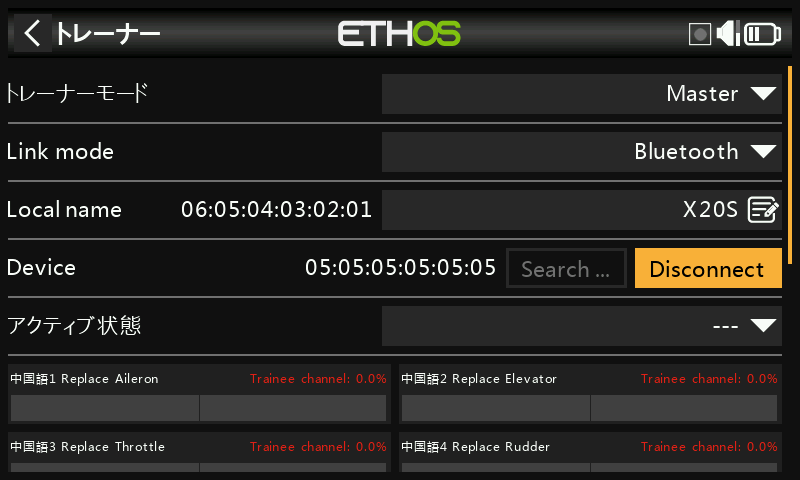 トレーナー
ETHOS
トレーナーモード Master
Link mode Bluetooth
Local name 06:05:04:03:02:01 X20S
Device 05:05:05:05:05:05 Search ... Disconnect
アクティブ状態 ---
中国語1 Replace Aileron Trainee channel: 0.0%
中国語2 Replace Elevator Trainee channel: 0.0%
中国語3 Replace Throttle Trainee channel: 0.0%
中国語4 Replace Rudder Trainee channel: 0.0%